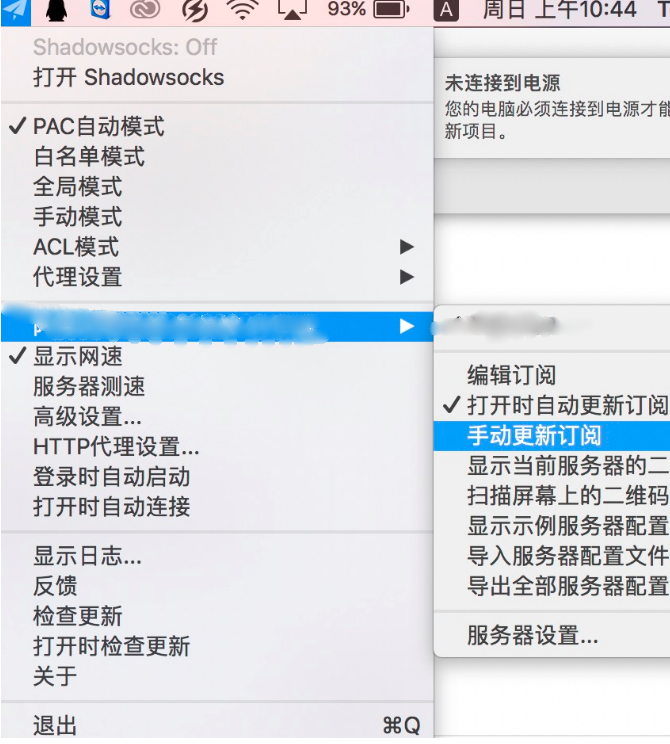 93%
A
周日 上午10:44
T
Shadowsocks: Off
打开 Shadowsocks
✓ PAC自动模式
白名单模式
全局模式
手动模式
ACL模式
代理设置
✓ 显示网速
服务器测速
高级设置...
HTTP代理设置...
登录时自动启动
打开时自动连接
显示日志...
反馈
检查更新
打开时检查更新
关于
退出 ⌘Q
未连接到电源
您的电脑必须连接到电源才能
新项目。
编辑订阅
✓ 打开时自动更新订阅
手动更新订阅
显示当前服务器的二
扫描屏幕上的二维码
显示示例服务器配置
导入服务器配置文件
导出全部服务器配置
服务器设置...